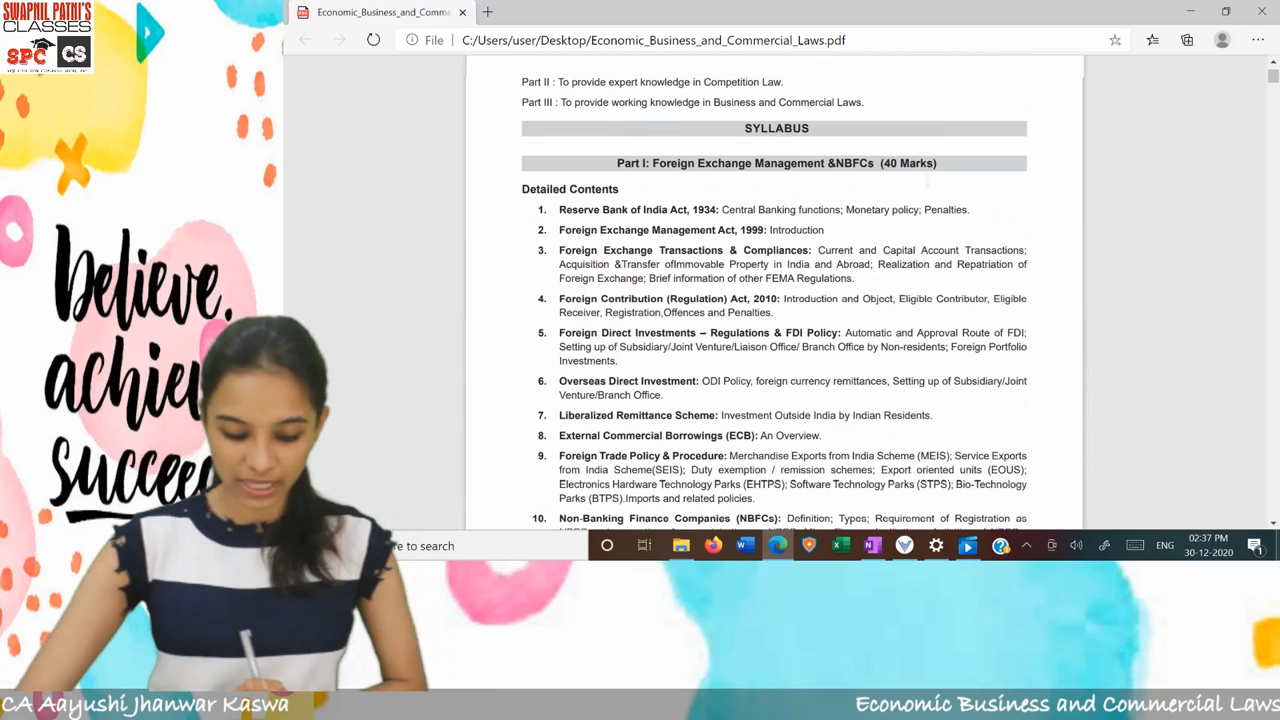 SWAPNIL PATNI'S
CLASSES
SPC CS
Economic_Business_and_Comme
File C:/Users/user/Desktop/Economic_Business_and_Commercial_Laws.pdf
Part II : To provide expert knowledge in Competition Law.
Part III : To provide working knowledge in Business and Commercial Laws.
SYLLABUS
Part I: Foreign Exchange Management &NBFCs (40 Marks)
Detailed Contents
1. Reserve Bank of India Act, 1934: Central Banking functions; Monetary policy; Penalties.
2. Foreign Exchange Management Act, 1999: Introduction
3. Foreign Exchange Transactions & Compliances: Current and Capital Account Transactions;
Acquisition &Transfer ofImmovable Property in India and Abroad; Realization and Repatriation of
Foreign Exchange; Brief information of other FEMA Regulations.
4. Foreign Contribution (Regulation) Act, 2010: Introduction and Object, Eligible Contributor, Eligible
Receiver, Registration,Offences and Penalties.
5. Foreign Direct Investments – Regulations & FDI Policy: Automatic and Approval Route of FDI;
Setting up of Subsidiary/Joint Venture/Liaison Office/ Branch Office by Non-residents; Foreign Portfolio
Investments.
6. Overseas Direct Investment: ODI Policy, foreign currency remittances, Setting up of Subsidiary/Joint
Venture/Branch Office.
7. Liberalized Remittance Scheme: Investment Outside India by Indian Residents.
8. External Commercial Borrowings (ECB): An Overview.
9. Foreign Trade Policy & Procedure: Merchandise Exports from India Scheme (MEIS); Service Exports
from India Scheme(SEIS); Duty exemption / remission schemes; Export oriented units (EOUS);
Electronics Hardware Technology Parks (EHTPS); Software Technology Parks (STPS); Bio-Technology
Parks (BTPS).Imports and related policies.
10. Non-Banking Finance Companies (NBFCs): Definition; Types; Requirement of Registration as
believe.
achie
succee
re to search
ENG
02:37 PM
30-12-2020
CA Aayushi Jhanwar Kaswa
Economic Business and Commercial Laws